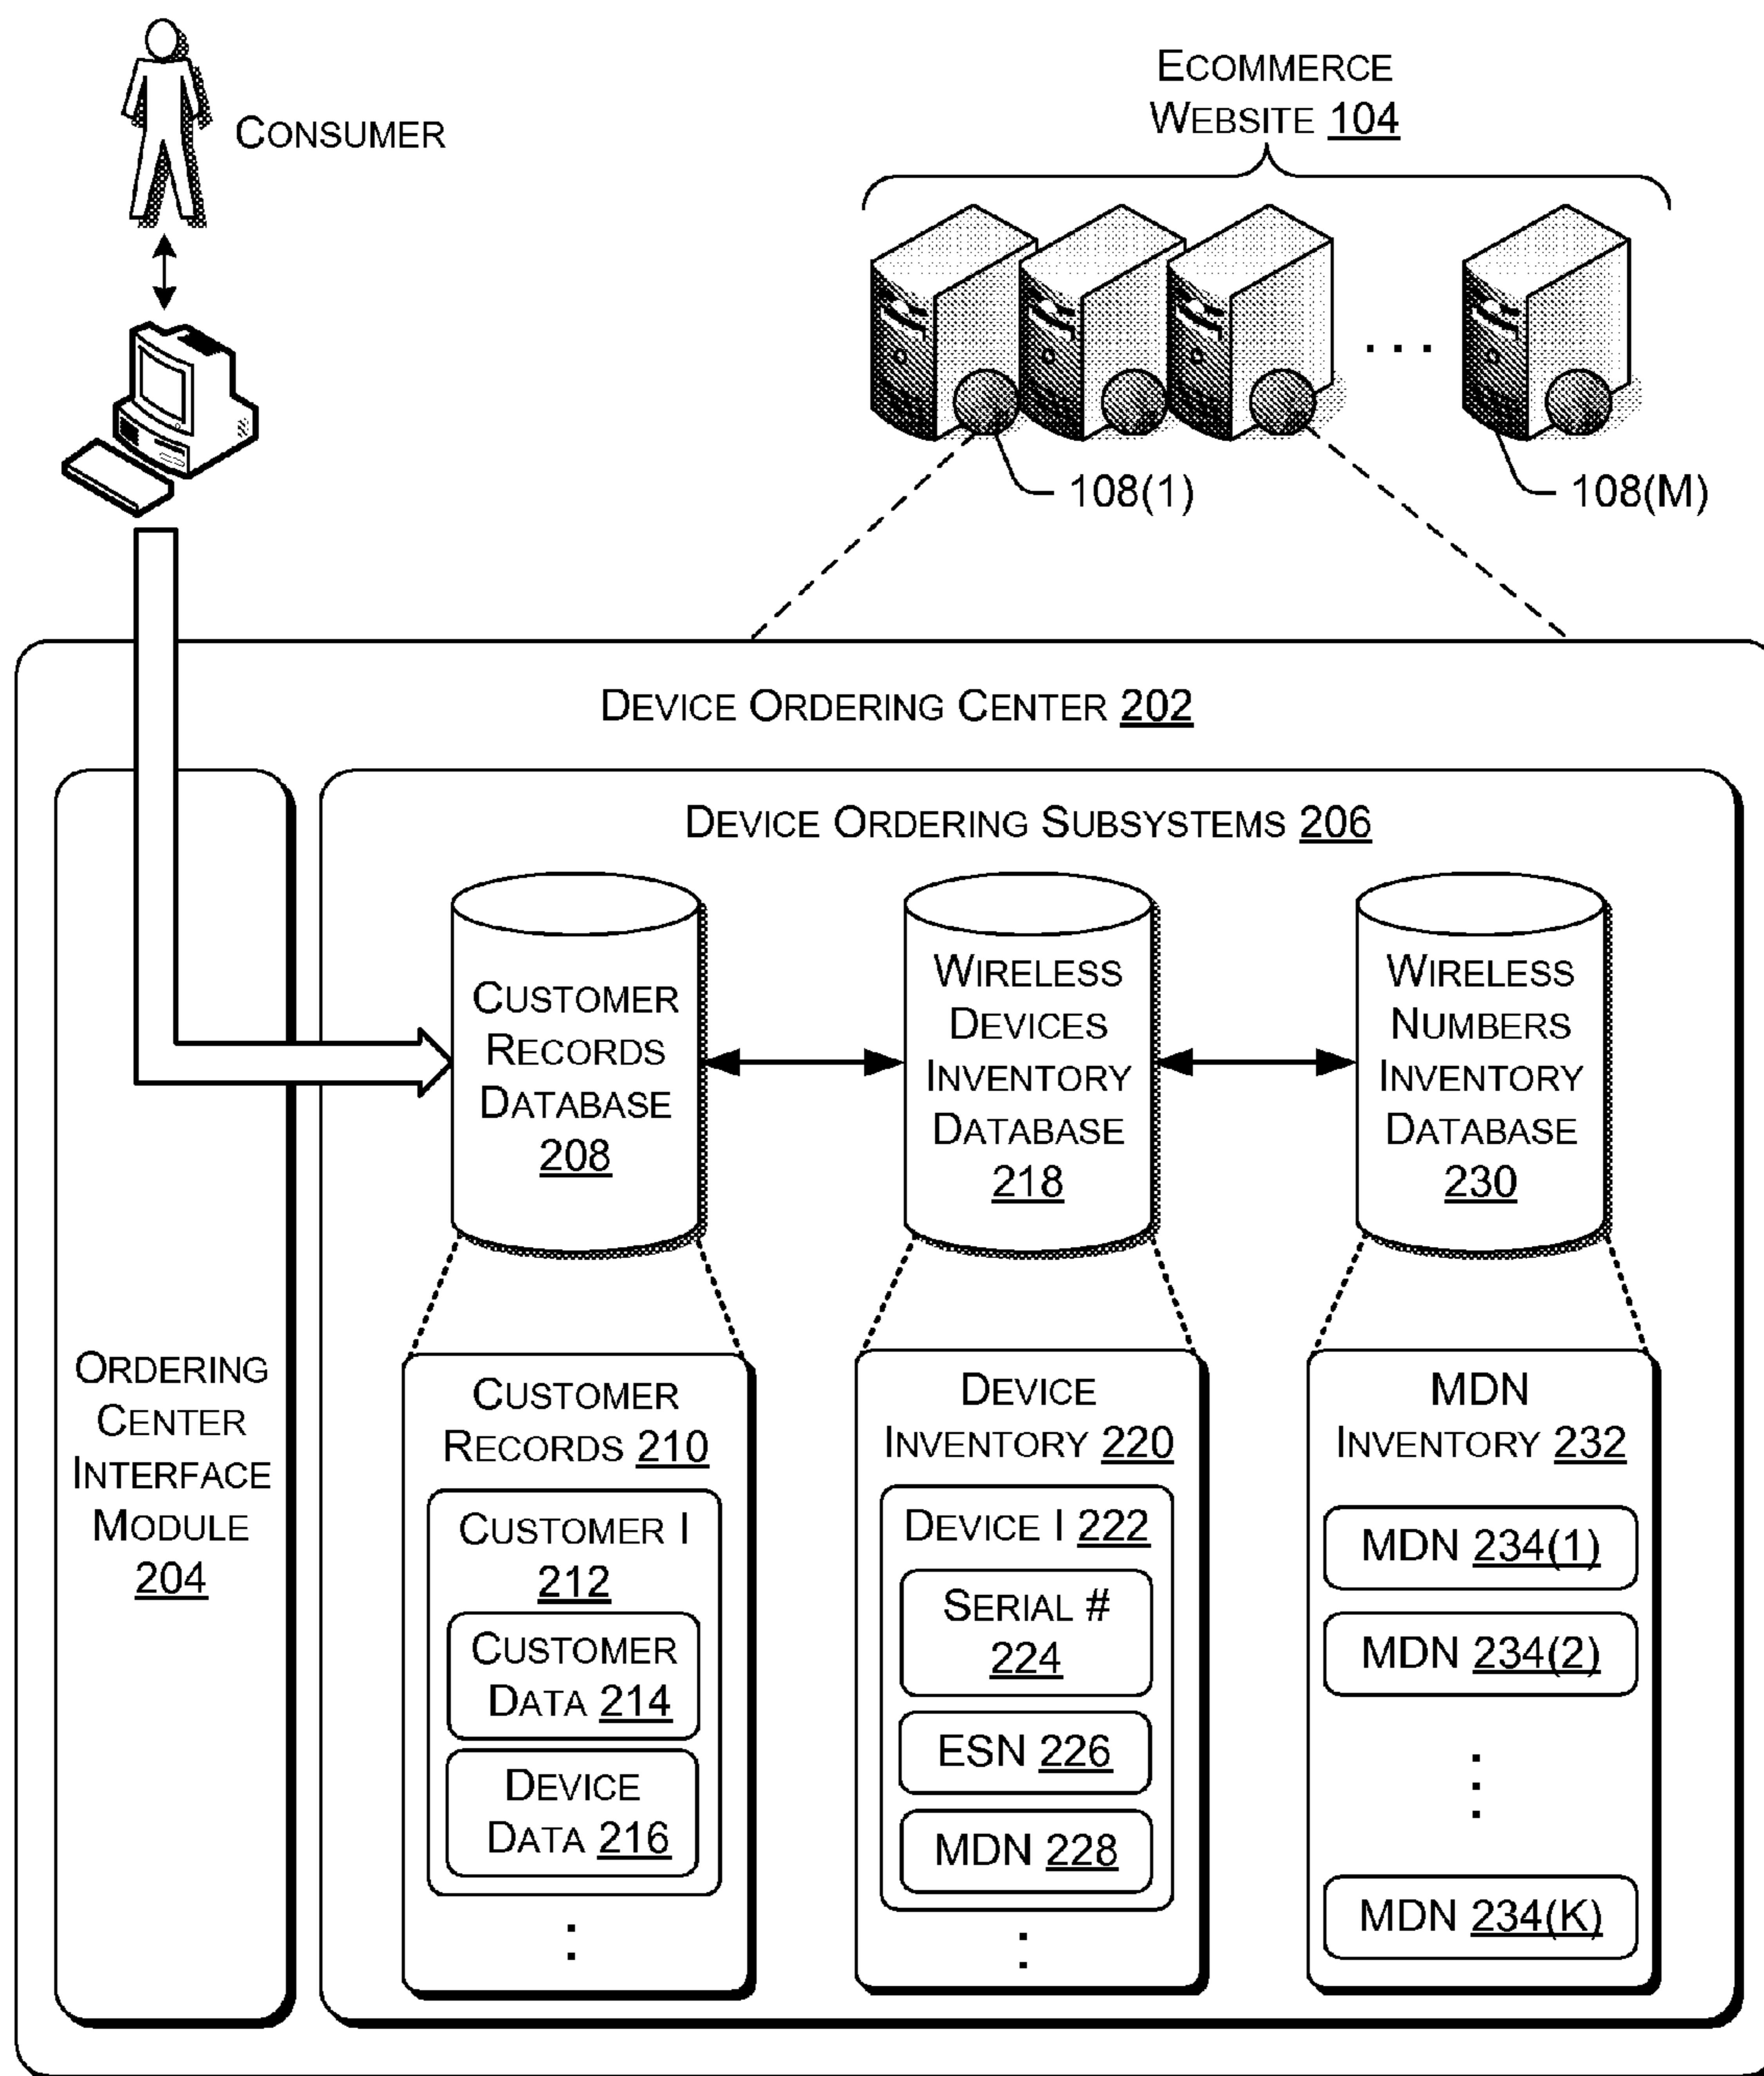 CONSUMER
ECOMMERCE
WEBSITE 104
108(1)
108(M)
DEVICE ORDERING CENTER 202
ORDERING
CENTER
INTERFACE
MODULE
204
DEVICE ORDERING SUBSYSTEMS 206
CUSTOMER
RECORDS
DATABASE
208
WIRELESS
DEVICES
INVENTORY
DATABASE
218
WIRELESS
NUMBERS
INVENTORY
DATABASE
230
CUSTOMER
RECORDS 210
CUSTOMER I
212
CUSTOMER
DATA 214
DEVICE
DATA 216
DEVICE
INVENTORY 220
DEVICE I 222
SERIAL #
224
ESN 226
MDN 228
MDN
INVENTORY 232
MDN 234(1)
MDN 234(2)
MDN 234(K)